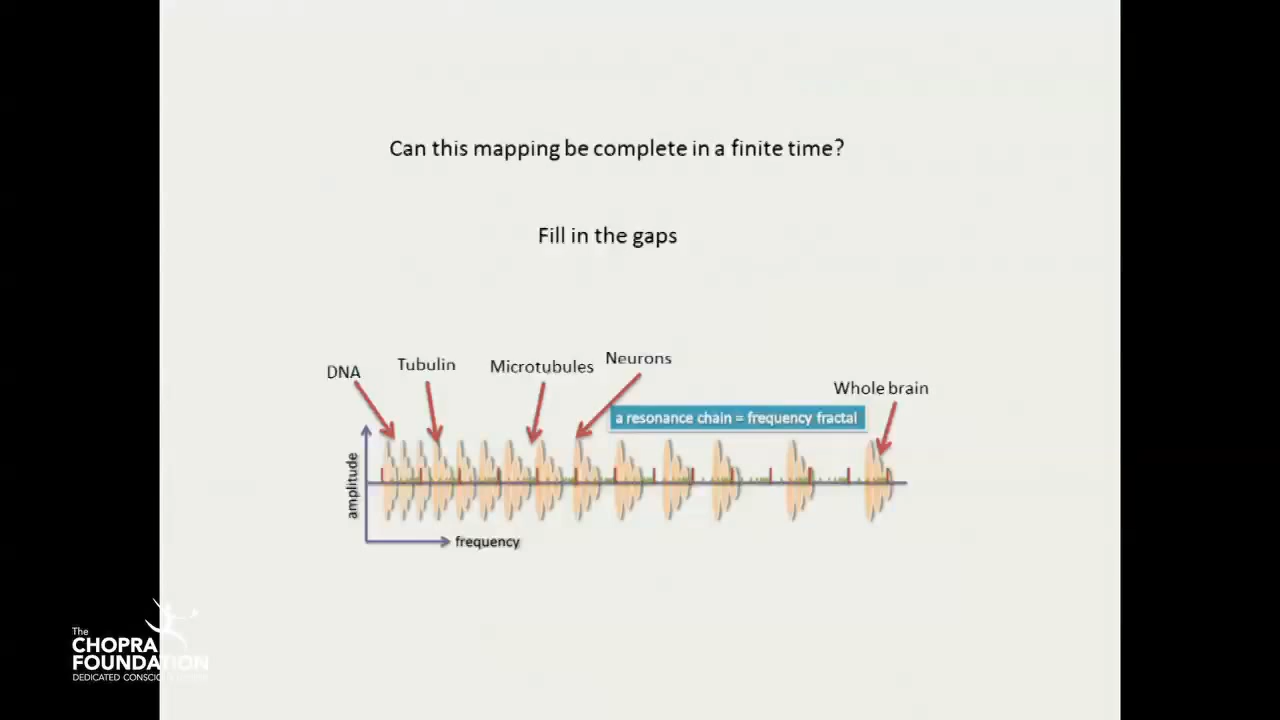 Can this mapping be complete in a finite time?
Fill in the gaps
DNA
Tubulin
Microtubules
Neurons
Whole brain
a resonance chain = frequency fractal
amplitude
frequency
The
CHOPRA
FOUNDATION
DEDICATED